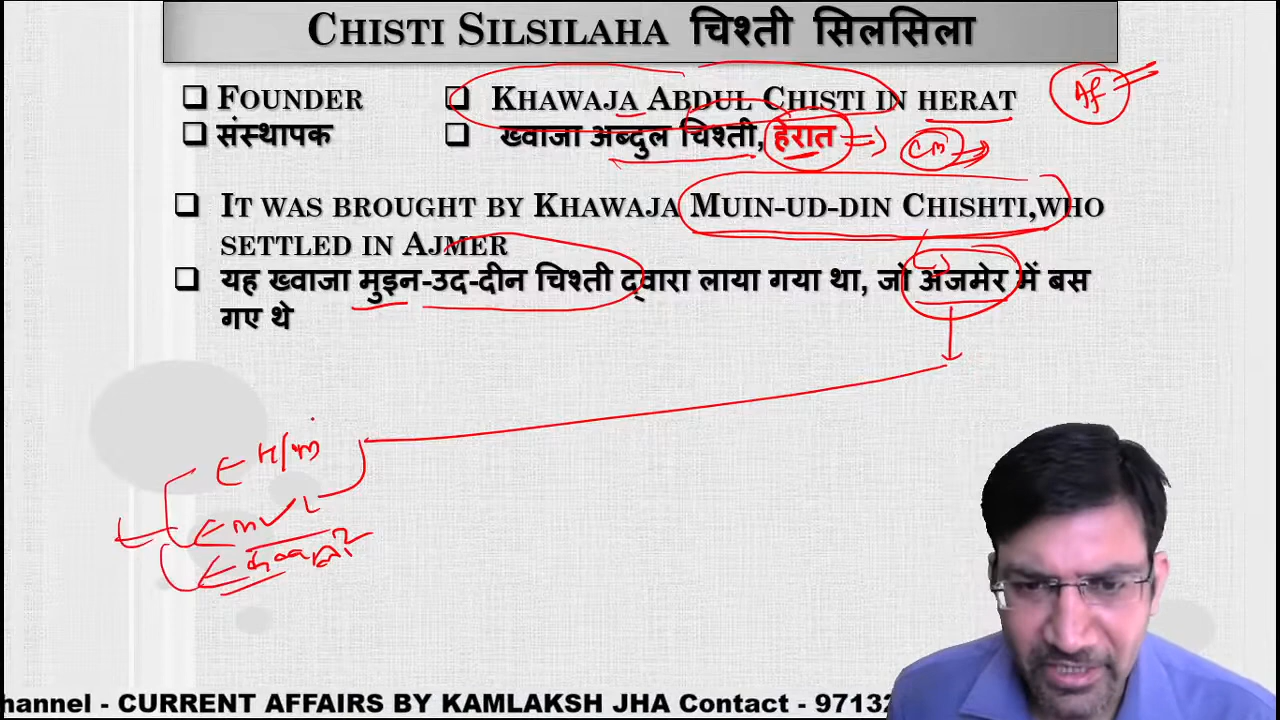 CHISTI SILSILAHA चिश्ती सिलसिला
FOUNDER
KHAWAJA ABDUL CHISTI IN HERAT
संस्थापक
ख्वाजा अब्दुल चिश्ती, हेरात
IT WAS BROUGHT BY KHAWAJA MUIN-UD-DIN CHISHTI,WHO
SETTLED IN AJMER
यह ख्वाजा मुइन-उद-दीन चिश्ती द्वारा लाया गया था, जो अजमेर में बस
गए थे
Af
H/m
hannel - CURRENT AFFAIRS BY KAMLAKSH JHA Contact - 9713